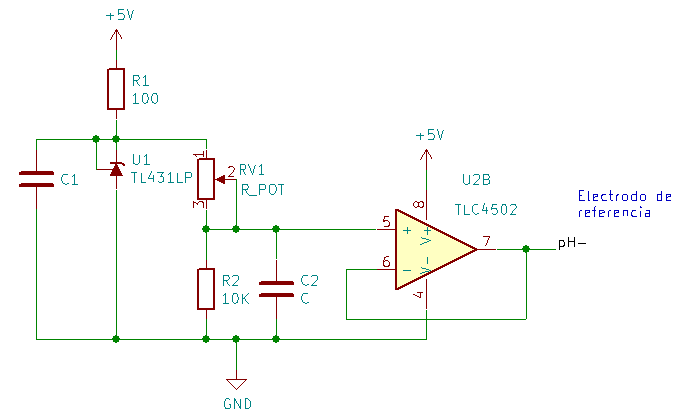 +5V
R1
100
C1
U1
TL431LP
1
2
3
RV1
R_POT
R2
10K
C2
C
GND
+5V
U2B
TLC4502
8
V+
5
+
6
-
V-
4
7
pH-
Electrodo de
referencia